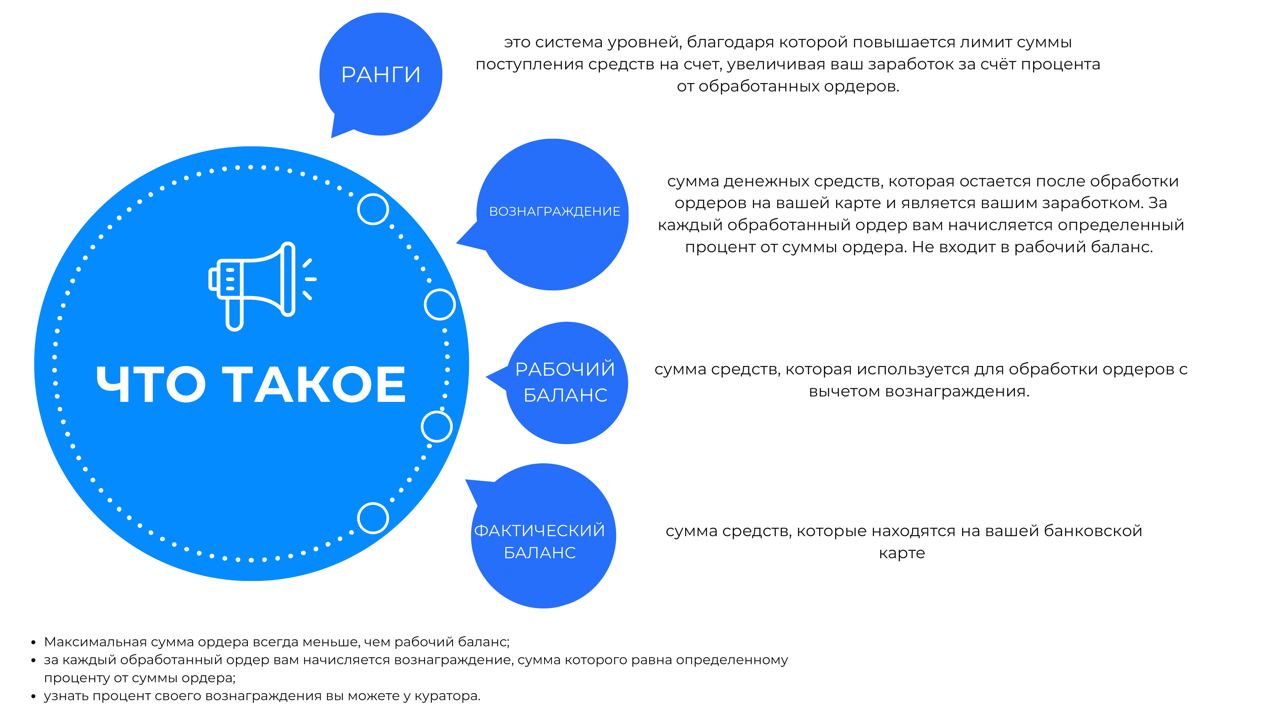 РАНГИ
это система уровней, благодаря которой повышается лимит суммы
поступления средств на счет, увеличивая ваш заработок за счёт процента
от обработанных ордеров.
ВОЗНАГРАЖДЕНИЕ
сумма денежных средств, которая остается после обработки
ордеров на вашей карте и является вашим заработком. За
каждый обработанный ордер вам начисляется определенный
процент от суммы ордера. Не входит в рабочий баланс.
ЧТО ТАКОЕ
РАБОЧИЙ
БАЛАНС
сумма средств, которая используется для обработки ордеров с
вычетом вознаграждения.
ФАКТИЧЕСКИЙ
БАЛАНС
сумма средств, которые находятся на вашей банковской
карте
• Максимальная сумма ордера всегда меньше, чем рабочий баланс;
• за каждый обработанный ордер вам начисляется вознаграждение, сумма которого равна определенному
проценту от суммы ордера;
• узнать процент своего вознаграждения вы можете у куратора.